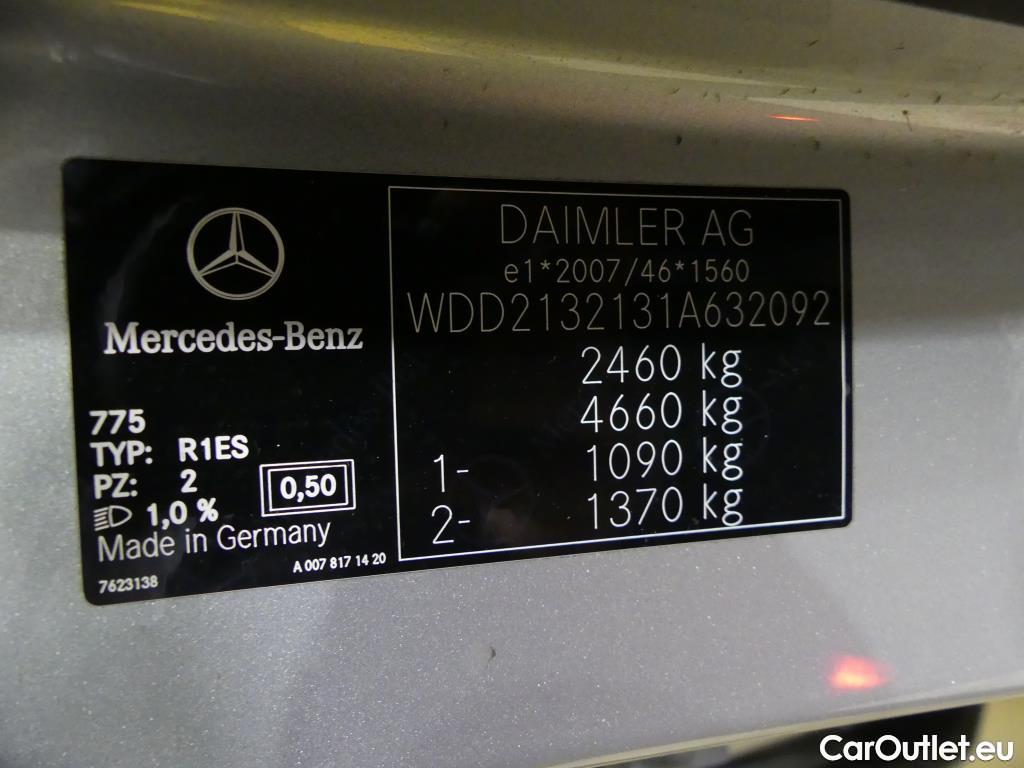 Mercedes-Benz
775
TYP: R1ES
PZ: 2
1,0 %
0,50
Made in Germany
7623138
A 007 817 14 20
DAIMLER AG
e1*2007/46*1560
WDD2132131A632092
2460 kg
4660 kg
1- 1090 kg
2- 1370 kg
CarOutlet.eu